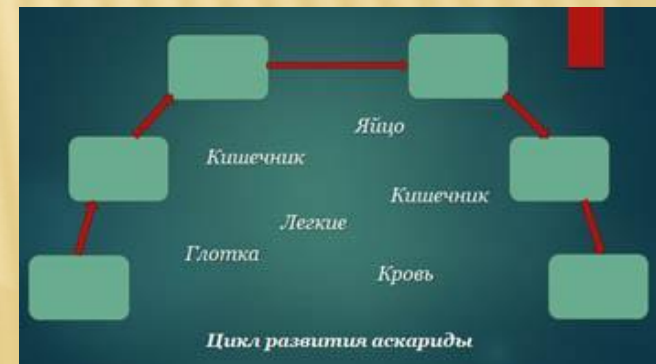 Яйцо
Кишечник
Кишечник
Легкие
Глотка
Кровь
Цикл развития аскариды